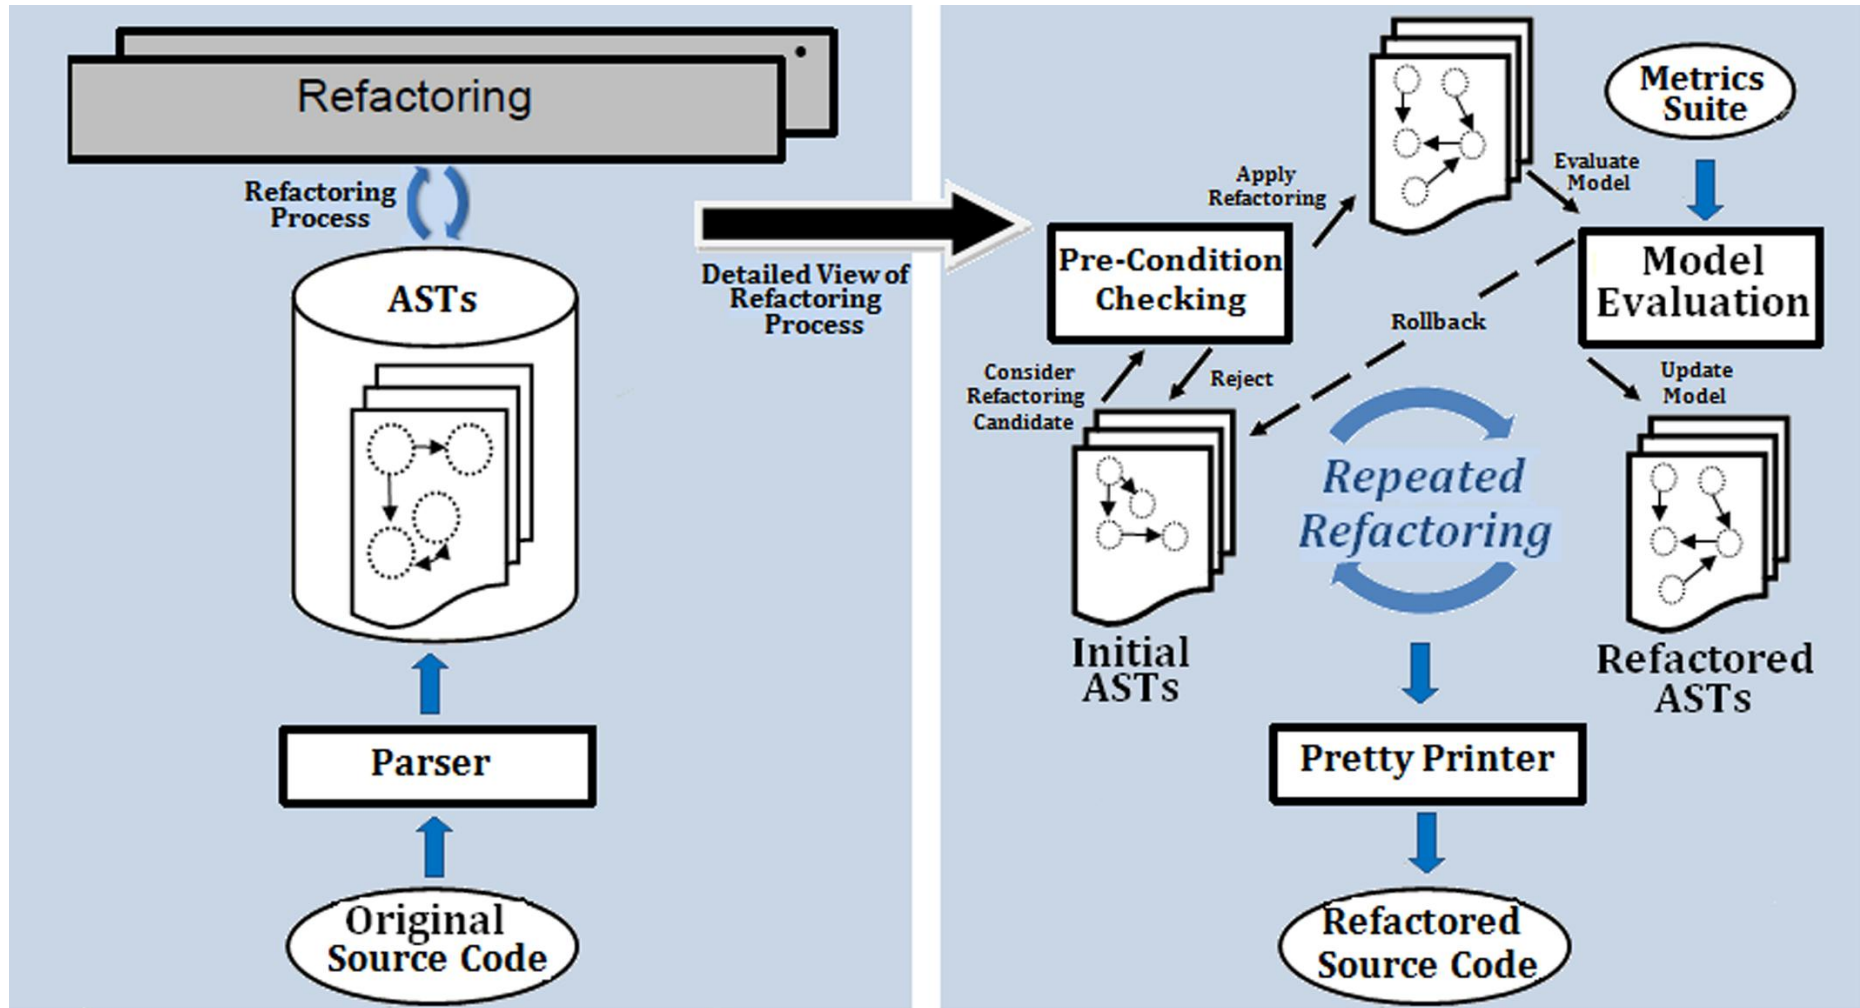 Refactoring
Refactoring
Process
ASTs
Parser
Original
Source Code
Detailed View of
Refactoring
Process
Metrics
Suite
Evaluate
Model
Apply
Refactoring
Pre-Condition
Checking
Model
Evaluation
Rollback
Consider
Refactoring
Candidate
Reject
Update
Model
Repeated
Refactoring
Initial
ASTs
Refactored
ASTs
Pretty Printer
Refactored
Source Code